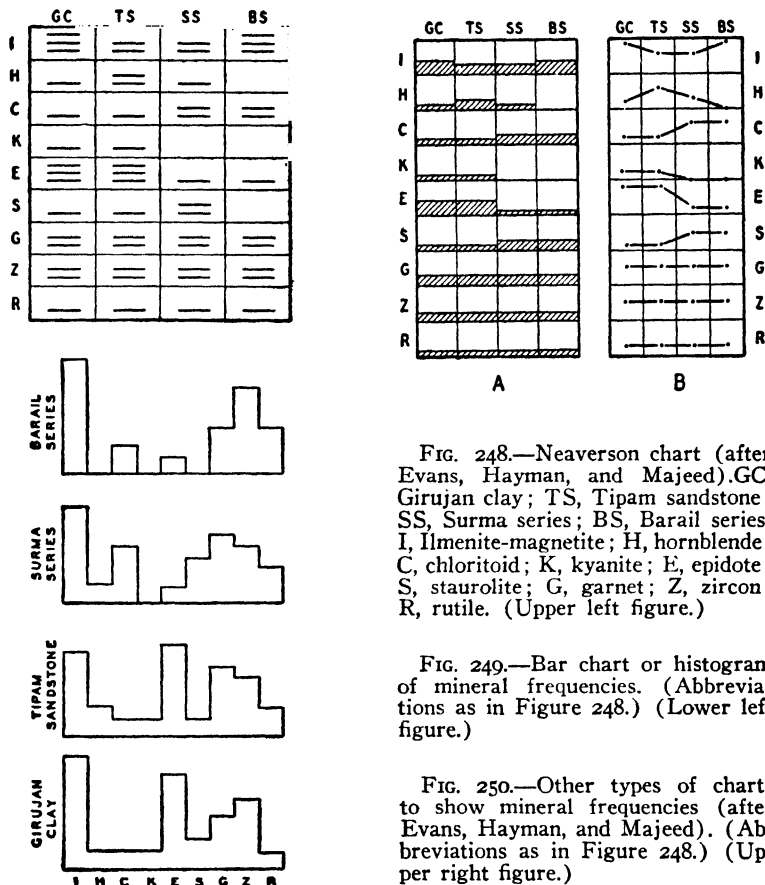 GC TS SS BS
I
H
C
K
E
S
G
Z
R
BARAIL
SERIES
SURMA
SERIES
TIPAM
SANDSTONE
GIRUJAN
CLAY
I H C K E S G Z R
GC TS SS BS
I
H
C
K
E
S
G
Z
R
A
GC TS SS BS
I
H
C
K
E
S
G
Z
R
B
FIG. 248.—Neaverson chart (after
Evans, Hayman, and Majeed).GC
Girujan clay; TS, Tipam sandstone
SS, Surma series; BS, Barail series
I, Ilmenite-magnetite; H, hornblende
C, chloritoid; K, kyanite; E, epidote
S, staurolite; G, garnet; Z, zircon
R, rutile. (Upper left figure.)
FIG. 249.—Bar chart or histogram
of mineral frequencies. (Abbrevia-
tions as in Figure 248.) (Lower lef
figure.)
FIG. 250.—Other types of chart
to show mineral frequencies (afte
Evans, Hayman, and Majeed). (Ab
breviations as in Figure 248.) (Up
per right figure.)